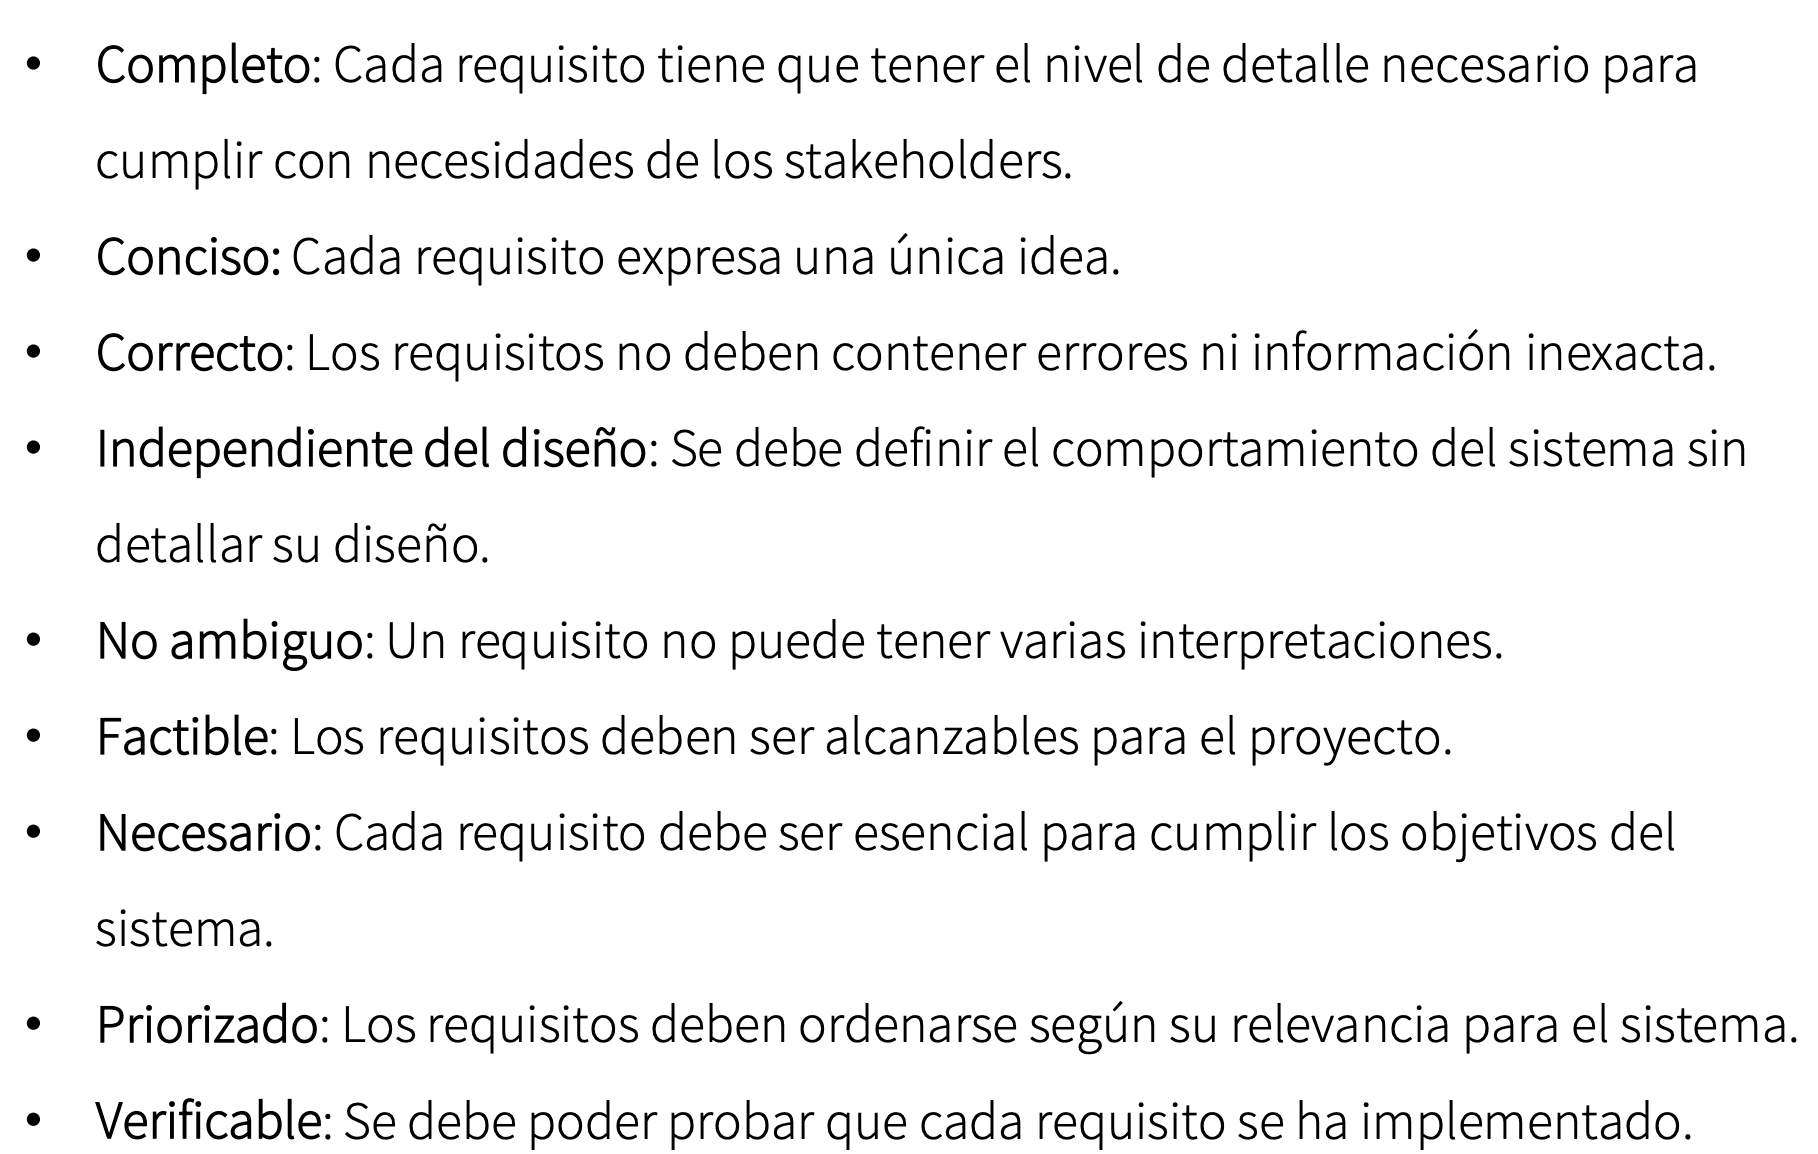 • Completo: Cada requisito tiene que tener el nivel de detalle necesario para
cumplir con necesidades de los stakeholders.
• Conciso: Cada requisito expresa una única idea.
• Correcto: Los requisitos no deben contener errores ni información inexacta.
• Independiente del diseño: Se debe definir el comportamiento del sistema sin
detallar su diseño.
• No ambiguo: Un requisito no puede tener varias interpretaciones.
• Factible: Los requisitos deben ser alcanzables para el proyecto.
• Necesario: Cada requisito debe ser esencial para cumplir los objetivos del
sistema.
• Priorizado: Los requisitos deben ordenarse según su relevancia para el sistema.
• Verificable: Se debe poder probar que cada requisito se ha implementado.